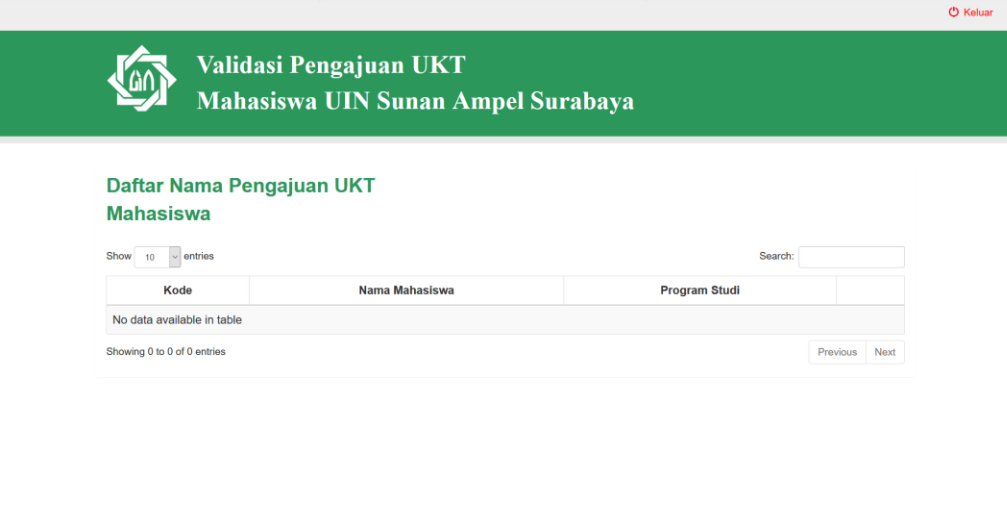 Keluar
Validasi Pengajuan UKT
Mahasiswa UIN Sunan Ampel Surabaya
Daftar Nama Pengajuan UKT
Mahasiswa
Show 10 entries Search:
Kode Nama Mahasiswa Program Studi
No data available in table
Showing 0 to 0 of 0 entries Previous Next